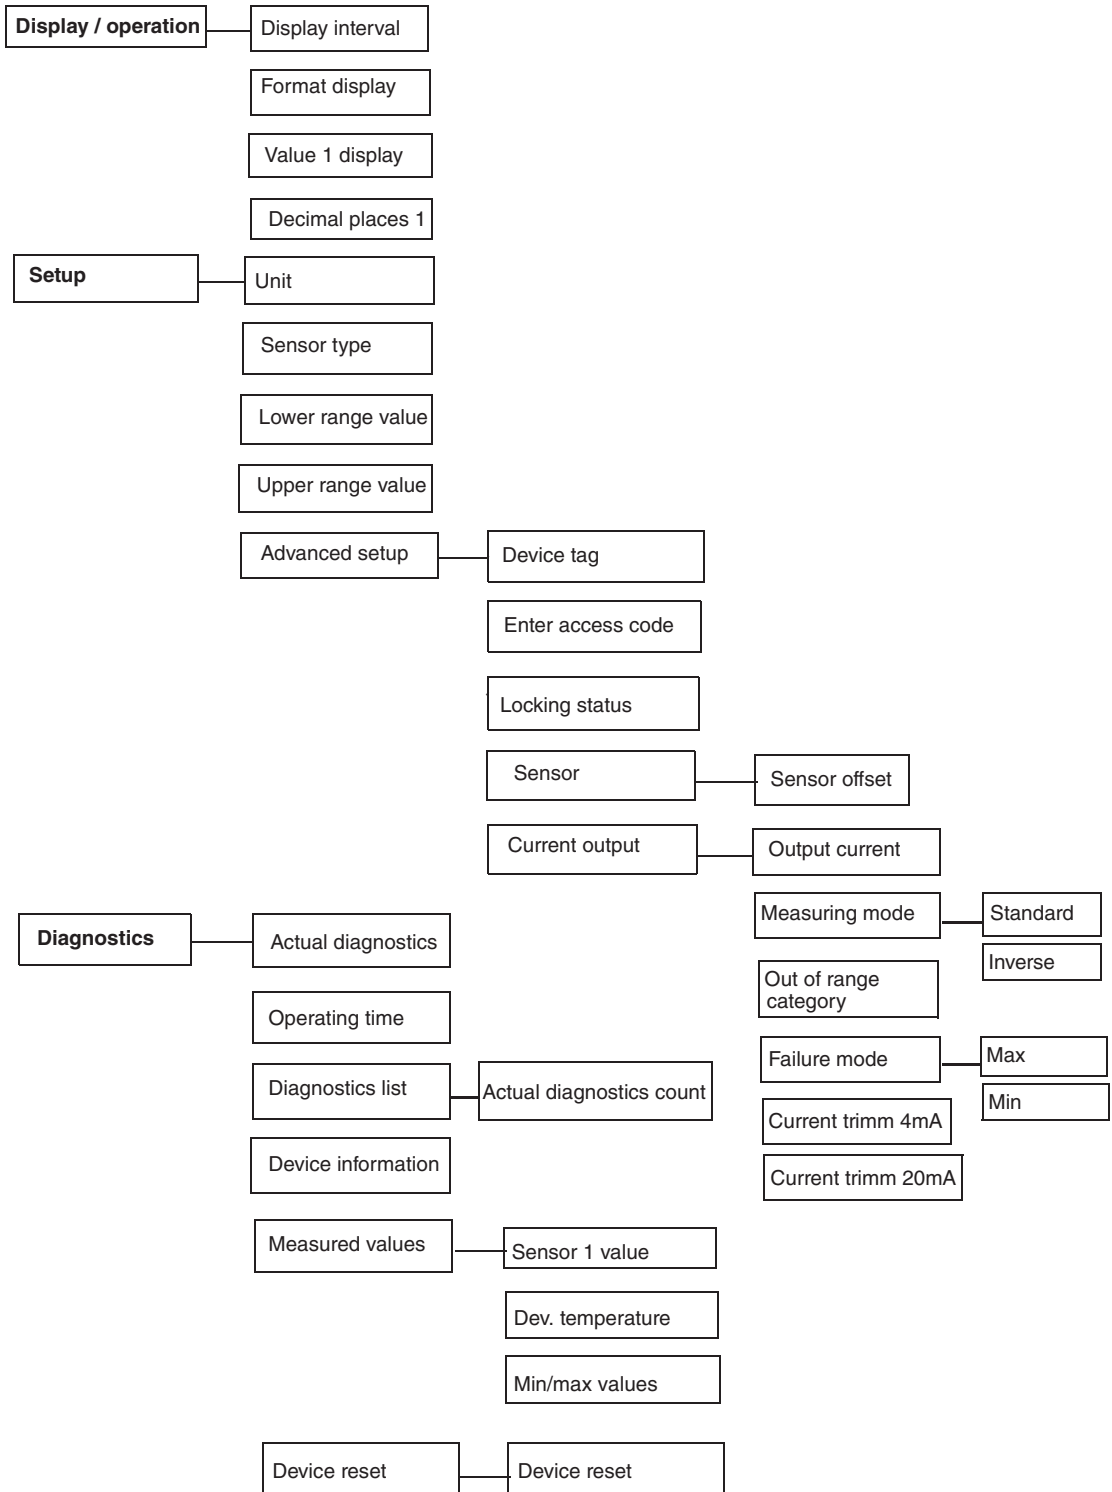 Display / operation
Display interval
Format display
Value 1 display
Decimal places 1
Setup
Unit
Sensor type
Lower range value
Upper range value
Advanced setup
Device tag
Enter access code
Locking status
Sensor
Sensor offset
Current output
Output current
Measuring mode
Standard
Inverse
Out of range
category
Failure mode
Max
Min
Current trimm 4mA
Current trimm 20mA
Diagnostics
Actual diagnostics
Operating time
Diagnostics list
Actual diagnostics count
Device information
Measured values
Sensor 1 value
Dev. temperature
Min/max values
Device reset
Device reset